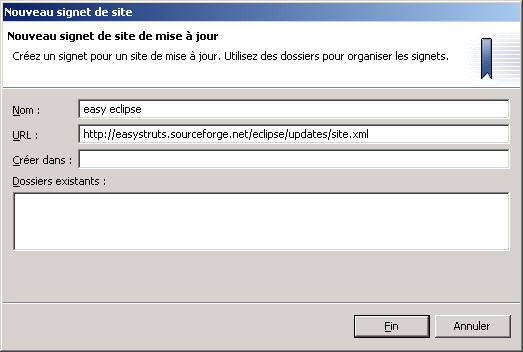 Nouveau signet de site
Nouveau signet de site de mise à jour
Créez un signet pour un site de mise à jour. Utilisez des dossiers pour organiser les signets.
Nom :
easy eclipse
URL :
http://easystruts.sourceforge.net/eclipse/updates/site.xml
Créer dans :
Dossiers existants :
Fin
Annuler